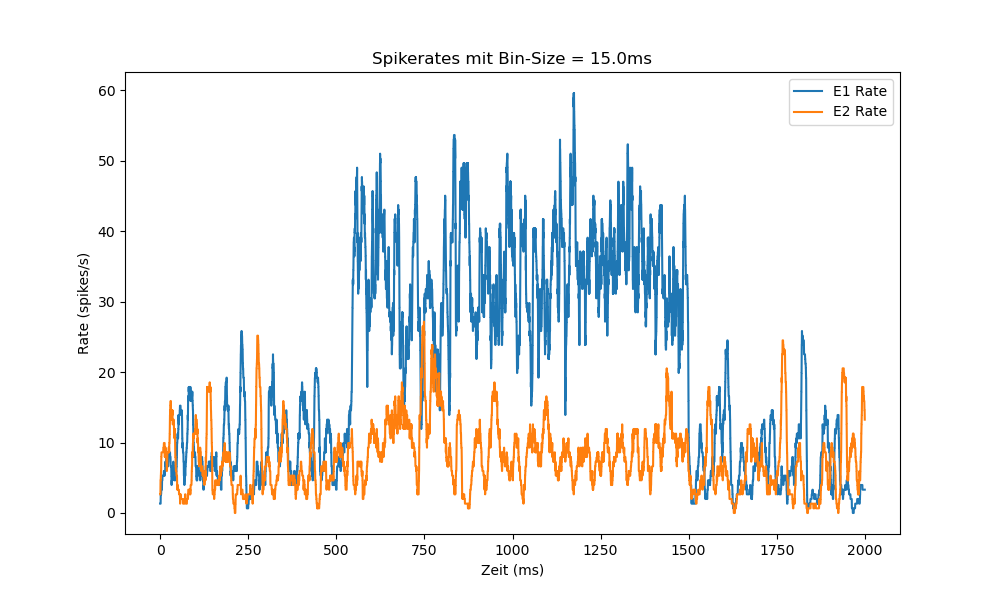 Spikerates mit Bin-Size = 15.0ms
E1 Rate
E2 Rate
60
50
40
30
20
10
0
Rate (spikes/s)
0 250 500 750 1000 1250 1500 1750 2000
Zeit (ms)